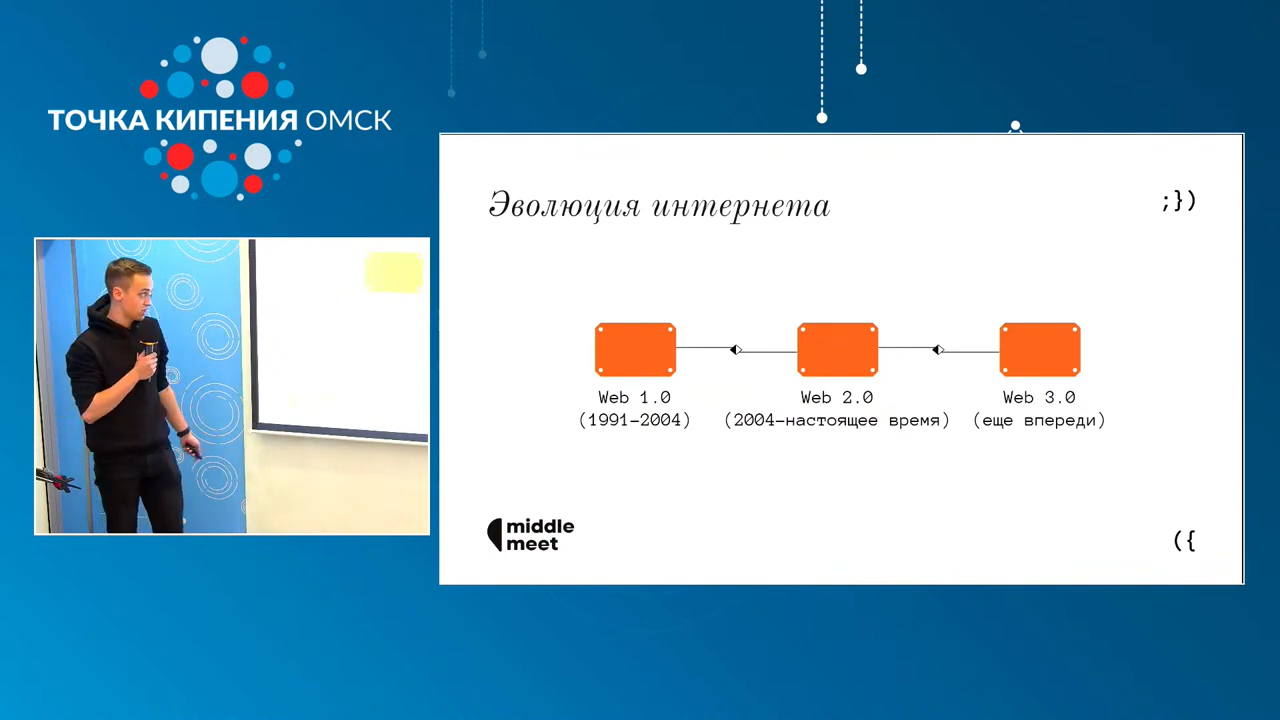 ТОЧКА КИПЕНИЯ ОМСК
Эволюция интернета
;})
Web 1.0
(1991-2004)
Web 2.0
(2004-настоящее время)
Web 3.0
(еще впереди)
middle
meet
({